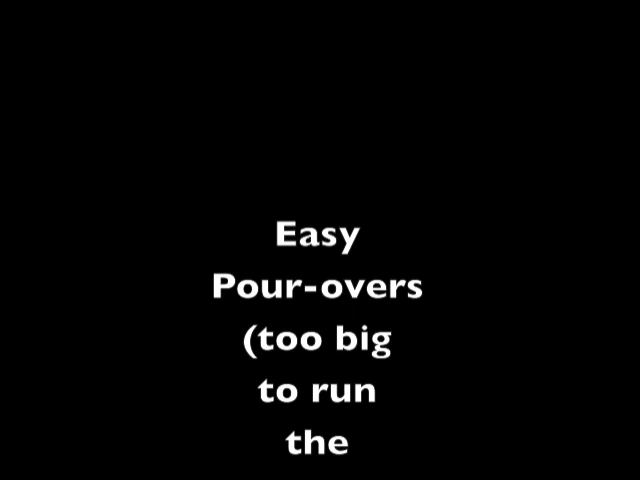 Easy
Pour-overs
(too big
to run
the